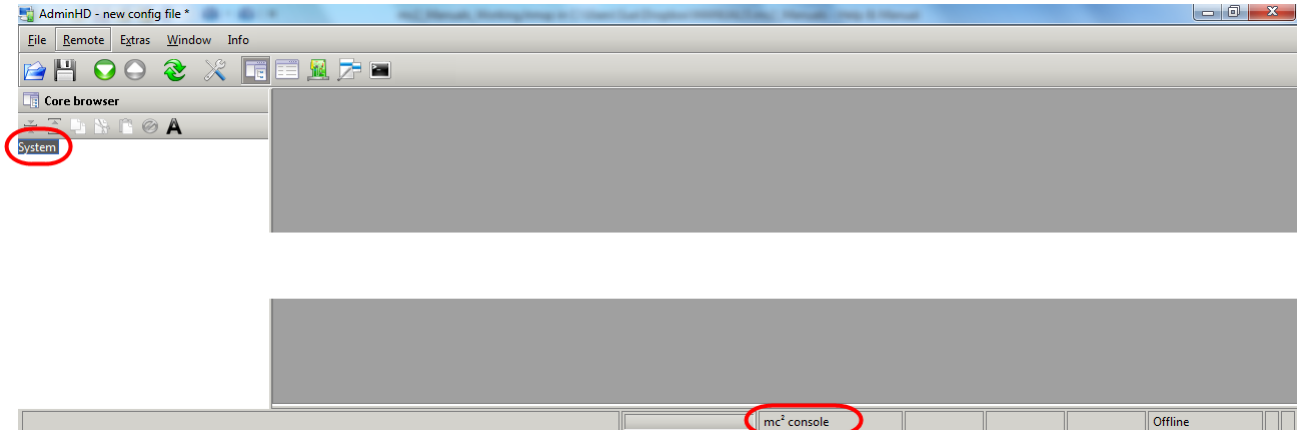 AdminHD - new config file *
File Remote Extras Window Info
Core browser
A
System
mc² console Offline